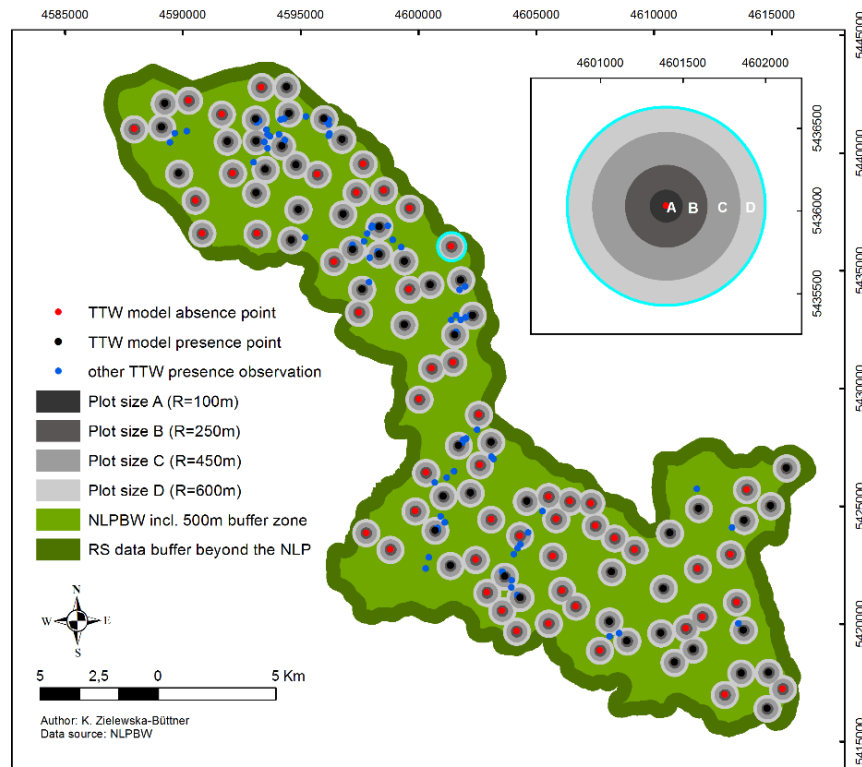 4585000 4590000 4595000 4600000 4605000 4610000 4615000
5445000
5440000
5435000
5430000
5425000
5420000
5415000
4601000 4601500 4602000
5436500
5436000
5435500
A B C D
TTW model absence point
TTW model presence point
other TTW presence observation
Plot size A (R=100m)
Plot size B (R=250m)
Plot size C (R=450m)
Plot size D (R=600m)
NLPBW incl. 500m buffer zone
RS data buffer beyond the NLP
N
W E
S
5 2,5 0 5 Km
Author: K. Zielewska-Büttner
Data source: NLPBW